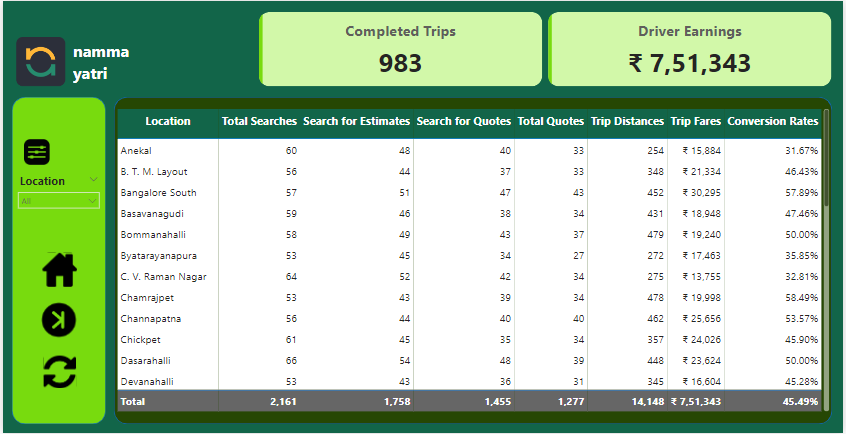 namma
yatri
Completed Trips
983
Driver Earnings
₹ 7,51,343
Location
All
Location Total Searches Search for Estimates Search for Quotes Total Quotes Trip Distances Trip Fares Conversion Rates
Anekal 60 48 40 33 254 ₹ 15,884 31.67%
B. T. M. Layout 56 44 37 33 348 ₹ 21,334 46.43%
Bangalore South 57 51 47 43 452 ₹ 30,295 57.89%
Basavanagudi 59 46 38 34 431 ₹ 18,948 47.46%
Bommanahalli 58 49 43 37 479 ₹ 19,240 50.00%
Byatarayanapura 53 45 34 27 272 ₹ 17,463 35.85%
C. V. Raman Nagar 64 52 42 34 275 ₹ 13,755 32.81%
Chamrajpet 53 43 39 34 478 ₹ 19,998 58.49%
Channapatna 56 44 40 40 462 ₹ 25,656 53.57%
Chickpet 61 45 35 34 357 ₹ 24,026 45.90%
Dasarahalli 66 54 48 39 448 ₹ 23,624 50.00%
Devanahalli 53 43 36 31 345 ₹ 16,604 45.28%
Total 2,161 1,758 1,455 1,277 14,148 ₹ 7,51,343 45.49%